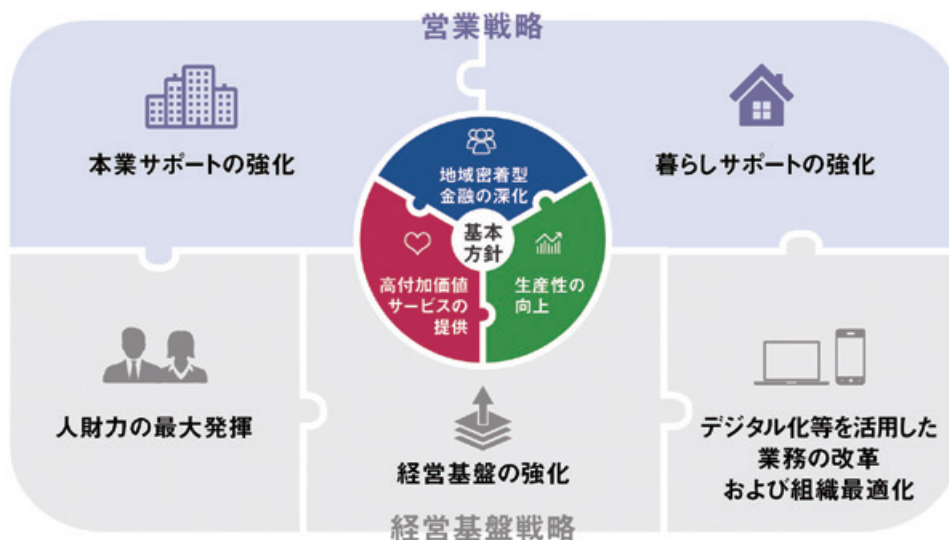 営業戦略
本業サポートの強化
暮らしサポートの強化
地域密着型
金融の深化
基本
方針
高付加価値
サービスの
提供
生産性の
向上
人財力の最大発揮
経営基盤の強化
デジタル化等を活用した
業務の改革
および組織最適化
経営基盤戦略